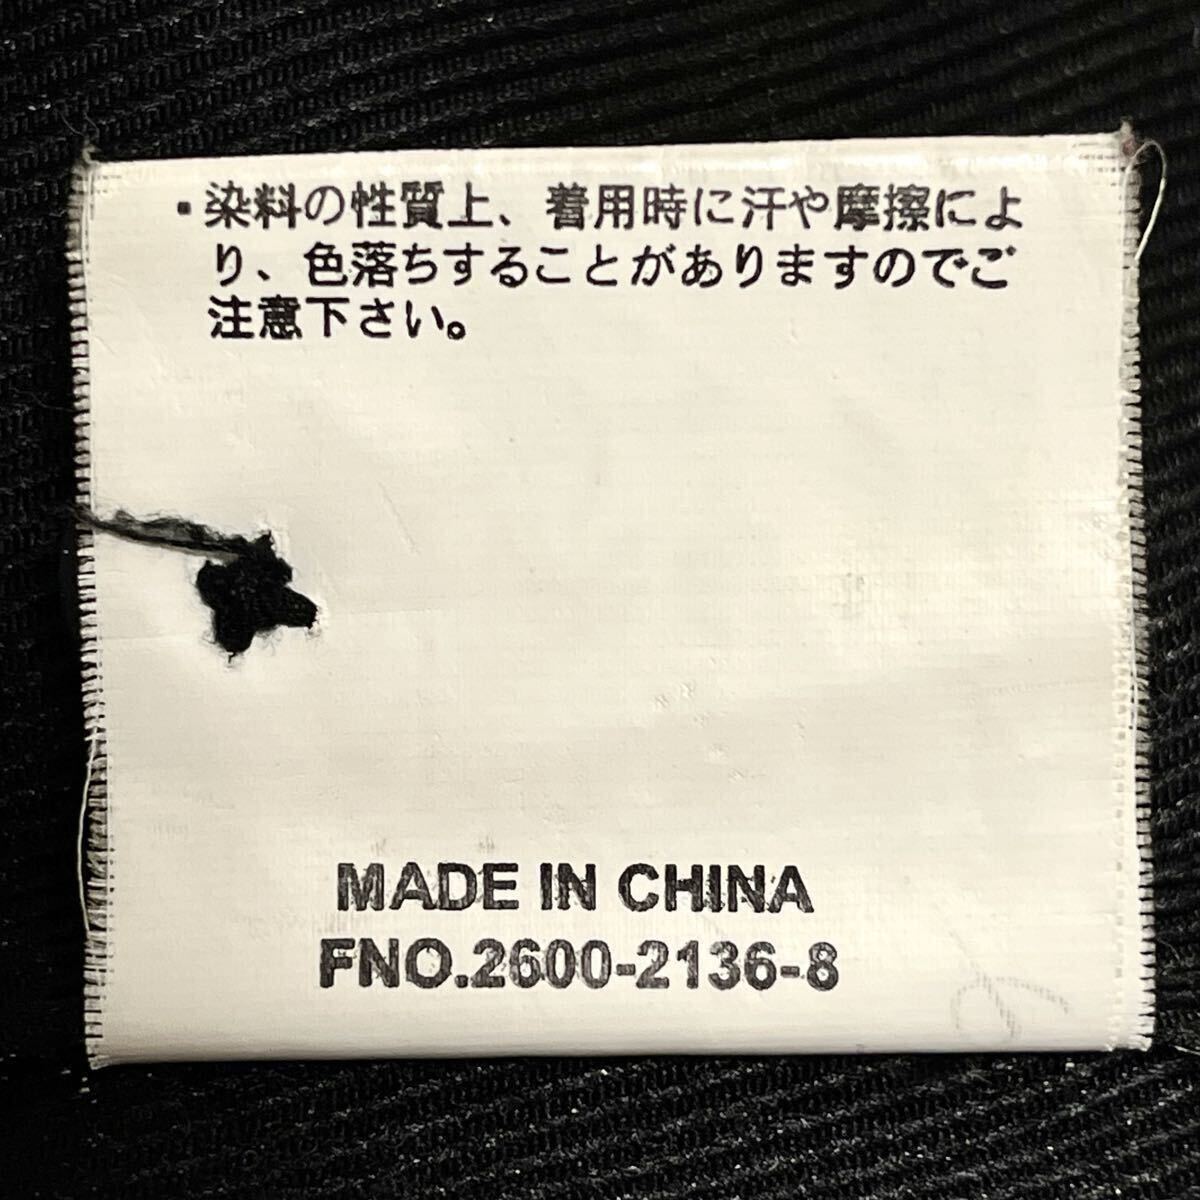 ・染料の性質上、着用時に汗や摩擦によ
り、色落ちすることがありますのでご
注意下さい。
MADE IN CHINA
FNO.2600-2136-8